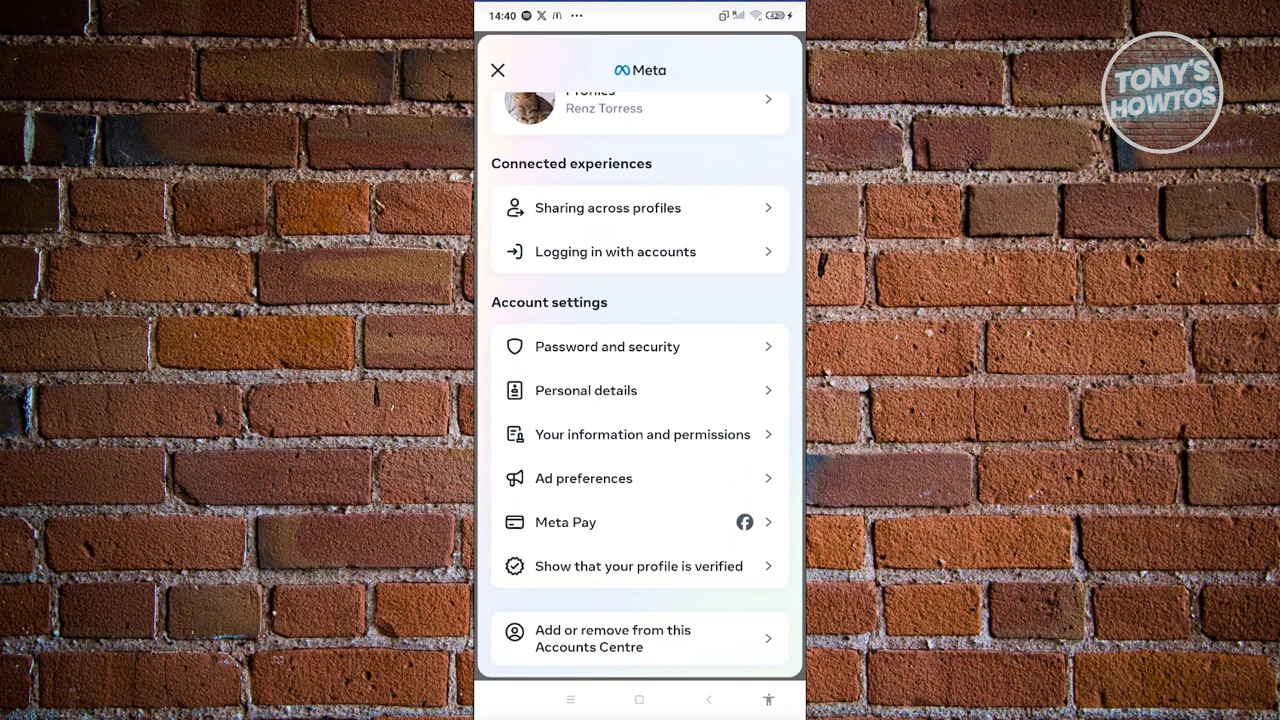 14:40
42
Meta
Profiles
Renz Torress
Connected experiences
Sharing across profiles
Logging in with accounts
Account settings
Password and security
Personal details
Your information and permissions
Ad preferences
Meta Pay
Show that your profile is verified
Add or remove from this
Accounts Centre
TONY'S
HOWTOS